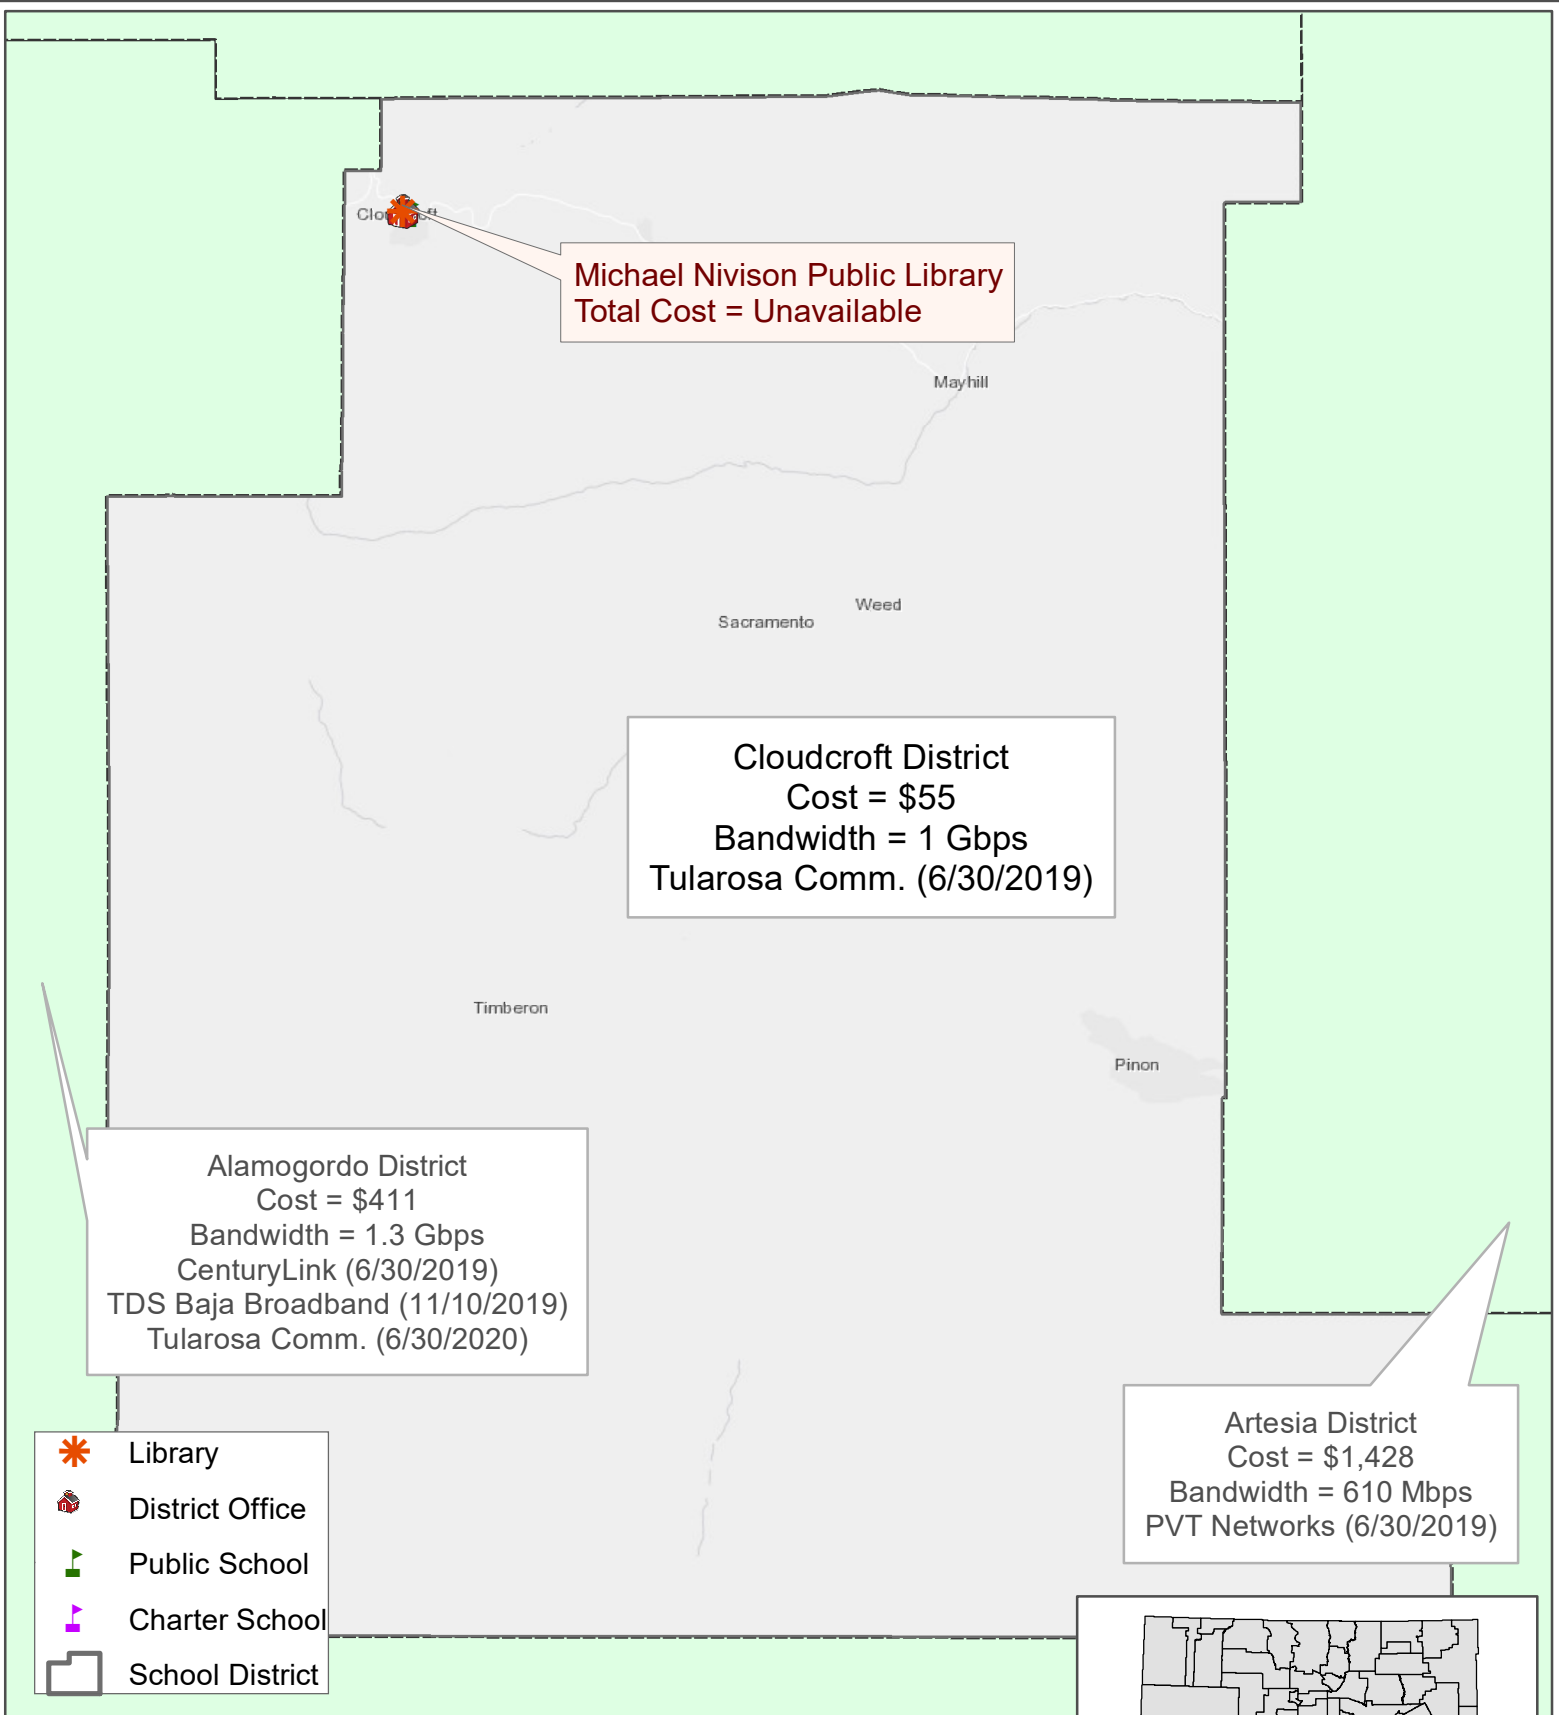 Michael Nivison Public Library
Total Cost = Unavailable
Mayhill
Weed
Sacramento
Cloudcroft District
Cost = $55
Bandwidth = 1 Gbps
Tularosa Comm. (6/30/2019)
Timberon
Pinon
Alamogordo District
Cost = $411
Bandwidth = 1.3 Gbps
CenturyLink (6/30/2019)
TDS Baja Broadband (11/10/2019)
Tularosa Comm. (6/30/2020)
Artesia District
Cost = $1,428
Bandwidth = 610 Mbps
PVT Networks (6/30/2019)
Library
District Office
Public School
Charter School
School District